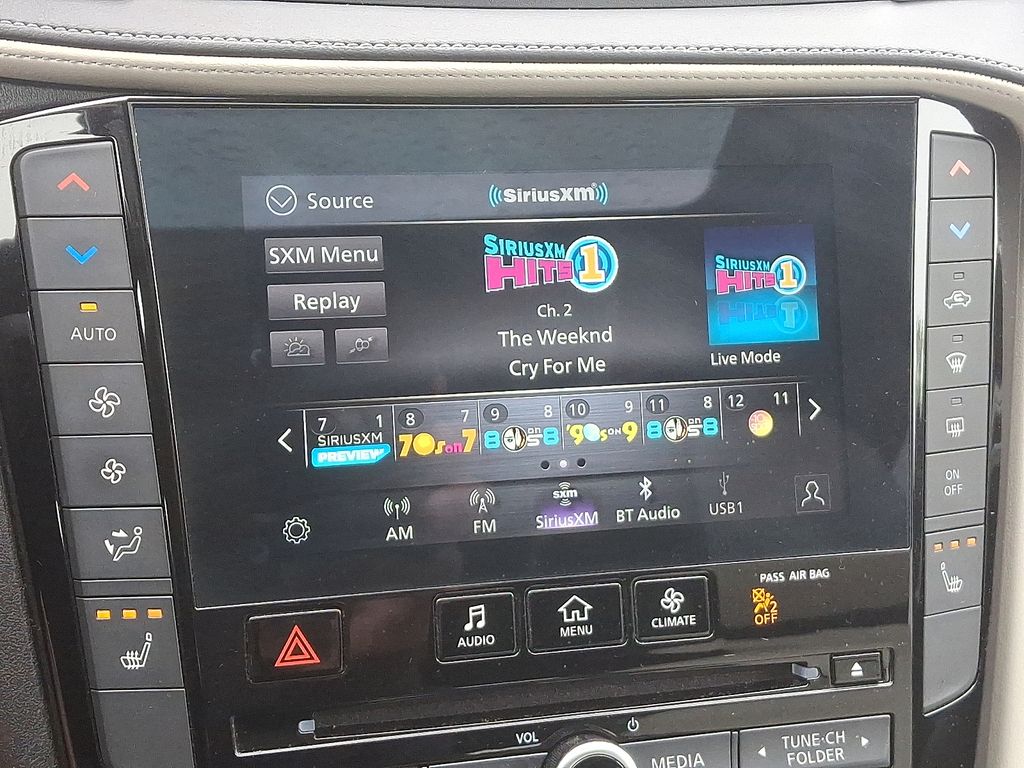 Source
((SiriusXM))
SXM Menu
Replay
SIRIUSXM
HITS 1
Ch. 2
The Weeknd
Cry For Me
SIRIUSXM
HITS 1
Live Mode
AUTO
7 1
SIRIUSXM
PREVIEW
8 7
70s on 7
9 8
80s on 8
10 9
'90s ON 9
11 8
80s on 8
12 11
AM
FM
sxm
SiriusXM
BT Audio
USB1
ON
OFF
PASS AIR BAG
2
OFF
AUDIO
MENU
CLIMATE
VOL
MEDIA
TUNE·CH
FOLDER